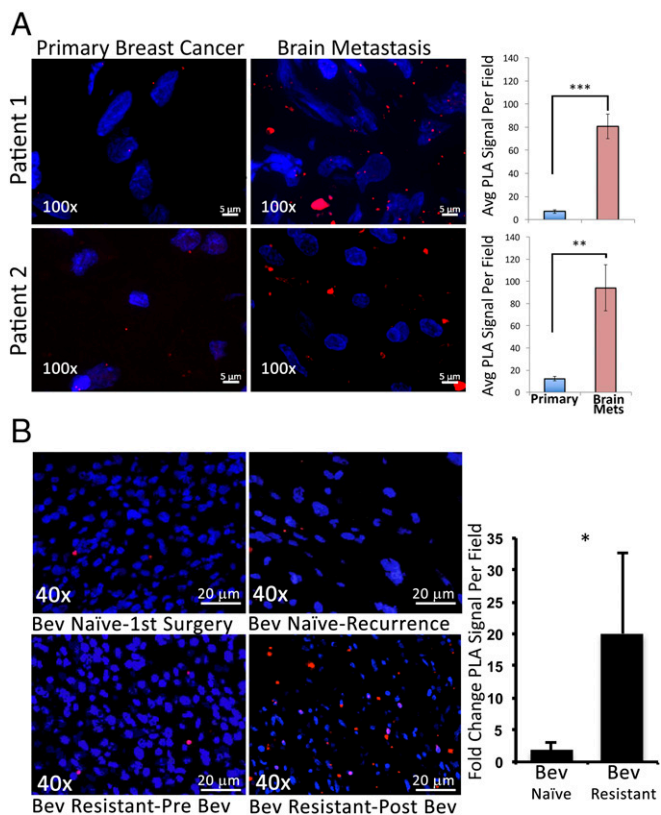 A
Primary Breast Cancer
Brain Metastasis
Patient 1
100x
5 μm
100x
5 μm
Avg PLA Signal Per Field
140
120
100
80
60
40
20
0
***
Patient 2
100x
5 μm
100x
5 μm
Avg PLA Signal Per Field
140
120
100
80
60
40
20
0
**
Primary
Brain
Mets
B
40x
20 μm
Bev Naïve-1st Surgery
40x
20 μm
Bev Naïve-Recurrence
40x
20 μm
Bev Resistant-Pre Bev
40x
20 μm
Bev Resistant-Post Bev
Fold Change PLA Signal Per Field
35
30
25
20
15
10
5
0
*
Bev
Naïve
Bev
Resistant